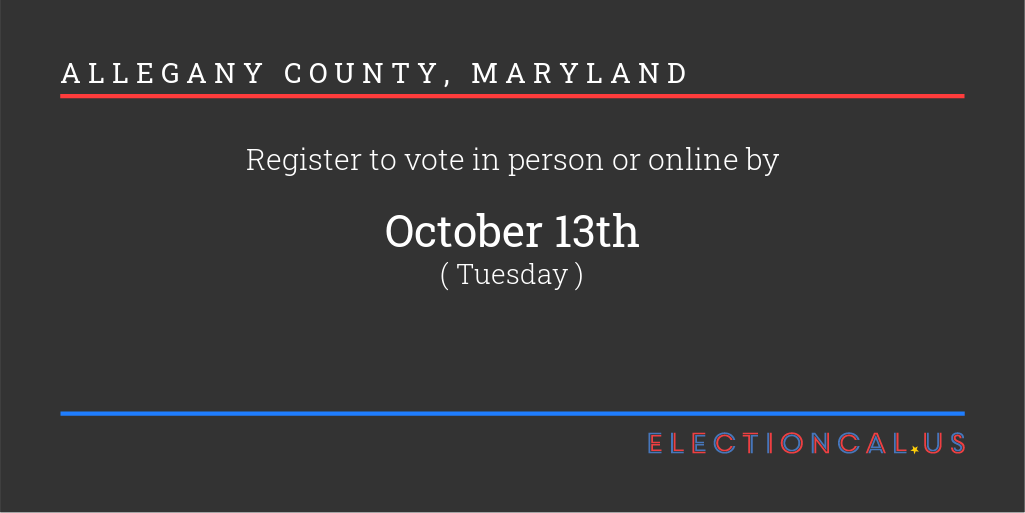 ALLEGANY COUNTY, MARYLAND
Register to vote in person or online by
October 13th
( Tuesday )
ELECTIONCAL.US